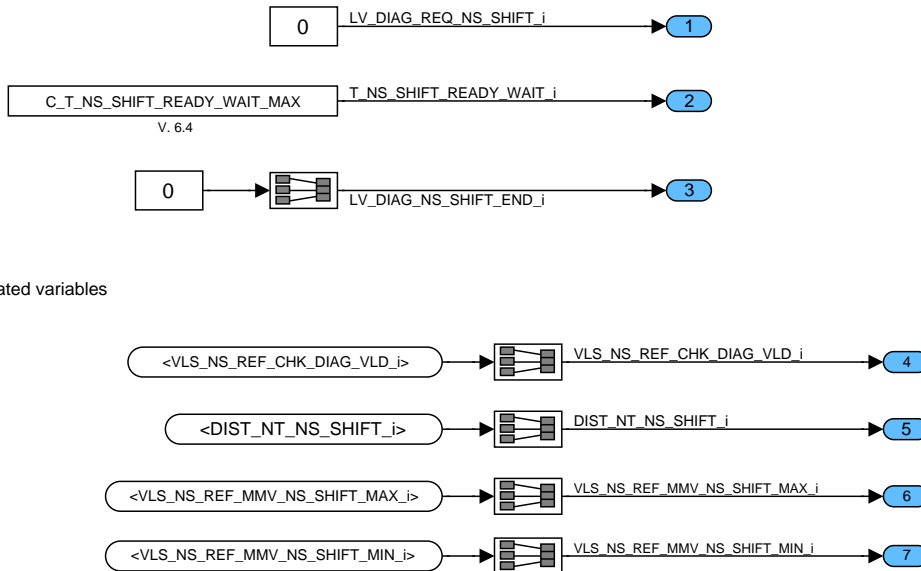 0 LV_DIAG_REQ_NS_SHIFT_i 1
C_T_NS_SHIFT_READY_WAIT_MAX T_NS_SHIFT_READY_WAIT_i 2
V. 6.4
0 LV_DIAG_NS_SHIFT_END_i 3
ated variables
<VLS_NS_REF_CHK_DIAG_VLD_i> VLS_NS_REF_CHK_DIAG_VLD_i 4
<DIST_NT_NS_SHIFT_i> DIST_NT_NS_SHIFT_i 5
<VLS_NS_REF_MMV_NS_SHIFT_MAX_i> VLS_NS_REF_MMV_NS_SHIFT_MAX_i 6
<VLS_NS_REF_MMV_NS_SHIFT_MIN_i> VLS_NS_REF_MMV_NS_SHIFT_MIN_i 7